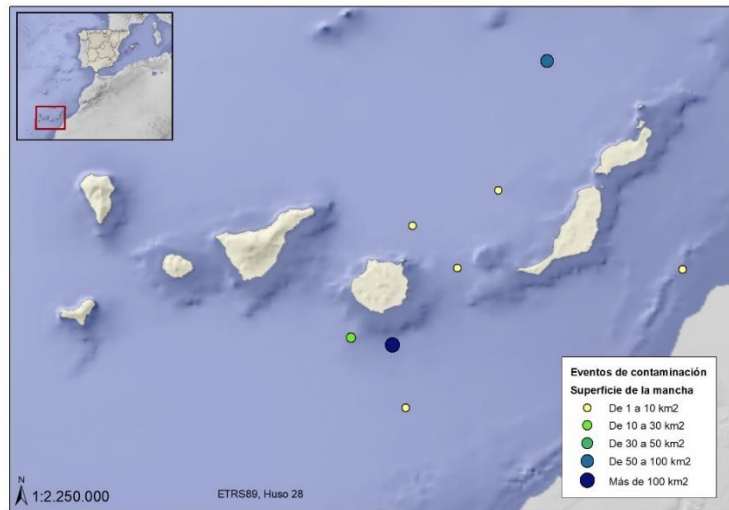 Eventos de contaminación
Superficie de la mancha
De 1 a 10 km2
De 10 a 30 km2
De 30 a 50 km2
De 50 a 100 km2
Más de 100 km2
N
1:2.250.000
ETRS89, Huso 28